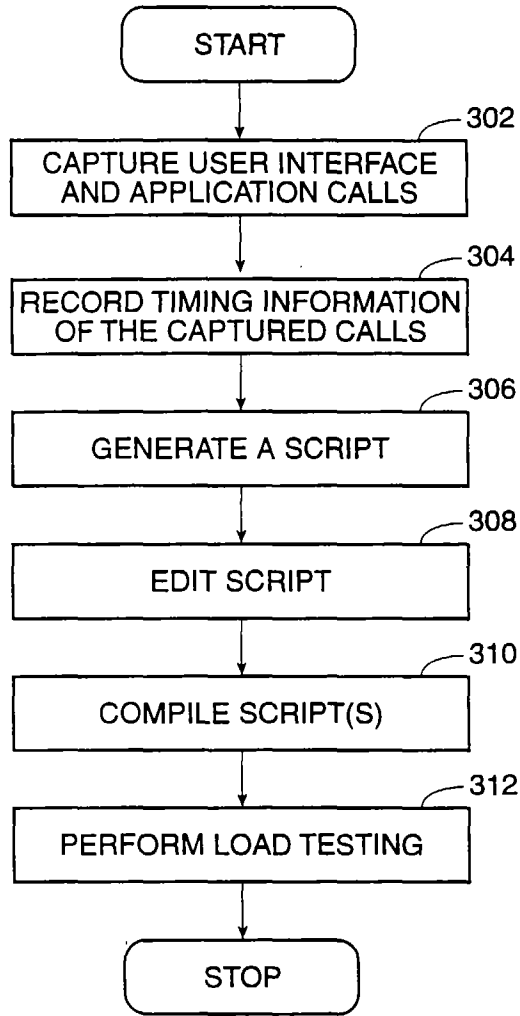 START
302
CAPTURE USER INTERFACE
AND APPLICATION CALLS
304
RECORD TIMING INFORMATION
OF THE CAPTURED CALLS
306
GENERATE A SCRIPT
308
EDIT SCRIPT
310
COMPILE SCRIPT(S)
312
PERFORM LOAD TESTING
STOP